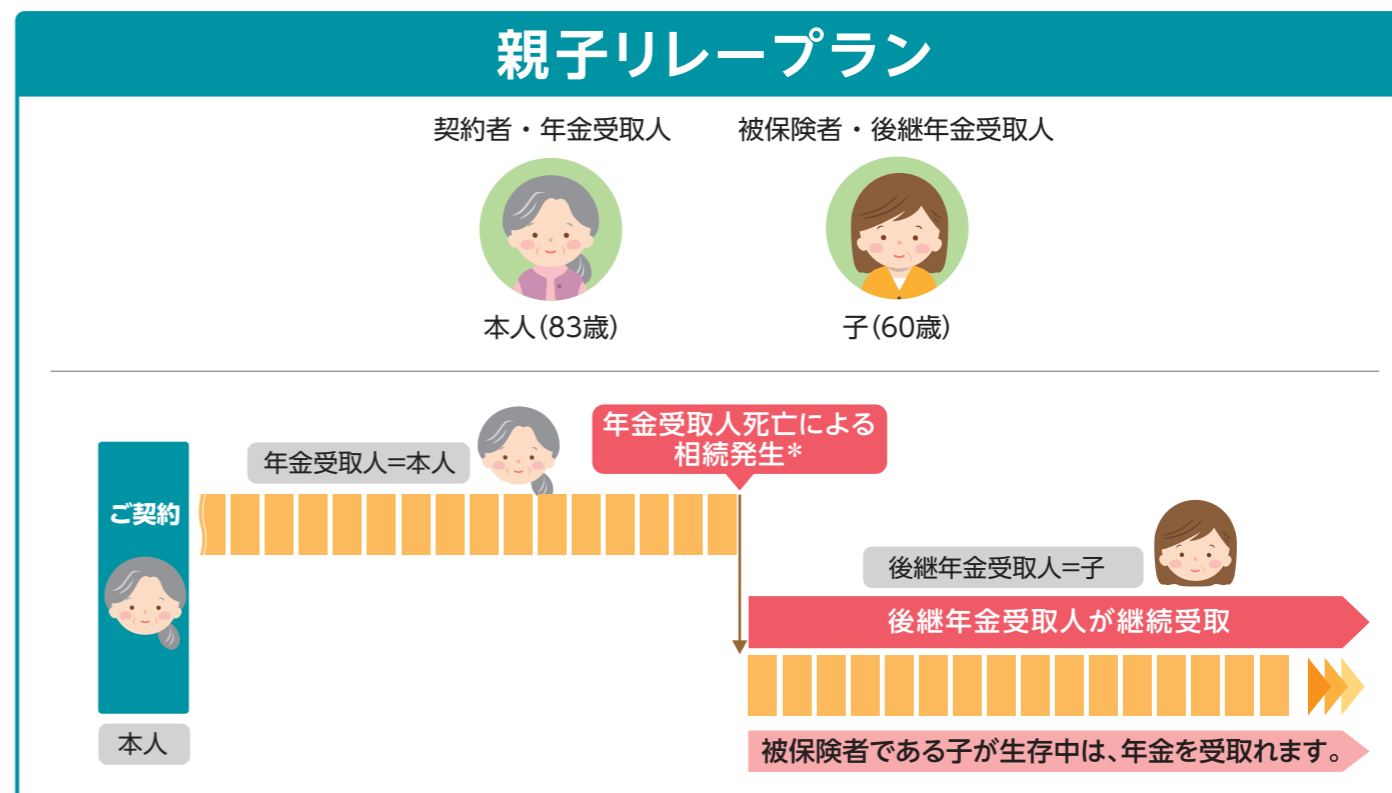 親子リレープラン
契約者・年金受取人
被保険者・後継年金受取人
本人(83歳)
子(60歳)
年金受取人死亡による
相続発生*
年金受取人=本人
ご契約
後継年金受取人=子
後継年金受取人が継続受取
本人
被保険者である子が生存中は、年金を受取れます。